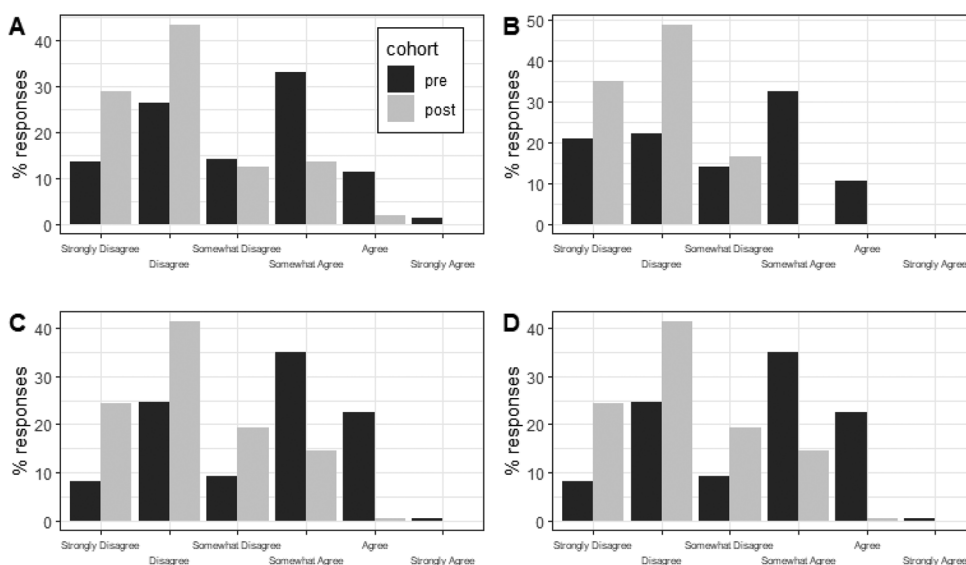 A
% responses
40
30
20
10
0
cohort
pre
post
Strongly Disagree Somewhat Disagree Agree
Disagree Somewhat Agree Strongly Agree
B
% responses
50
40
30
20
10
0
Strongly Disagree Somewhat Disagree Agree
Disagree Somewhat Agree Strongly Agree
C
% responses
40
30
20
10
0
Strongly Disagree Somewhat Disagree Agree
Disagree Somewhat Agree Strongly Agree
D
% responses
40
30
20
10
0
Strongly Disagree Somewhat Disagree Agree
Disagree Somewhat Agree Strongly Agree